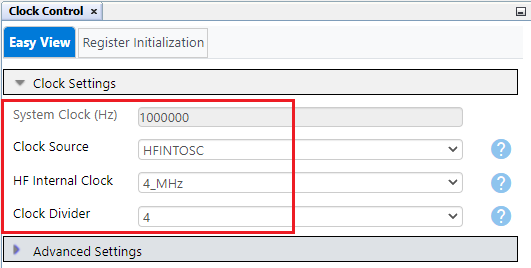 Clock Control ×
Easy View Register Initialization
Clock Settings
System Clock (Hz) 1000000
Clock Source HFINTOSC ?
HF Internal Clock 4_MHz ?
Clock Divider 4 ?
Advanced Settings